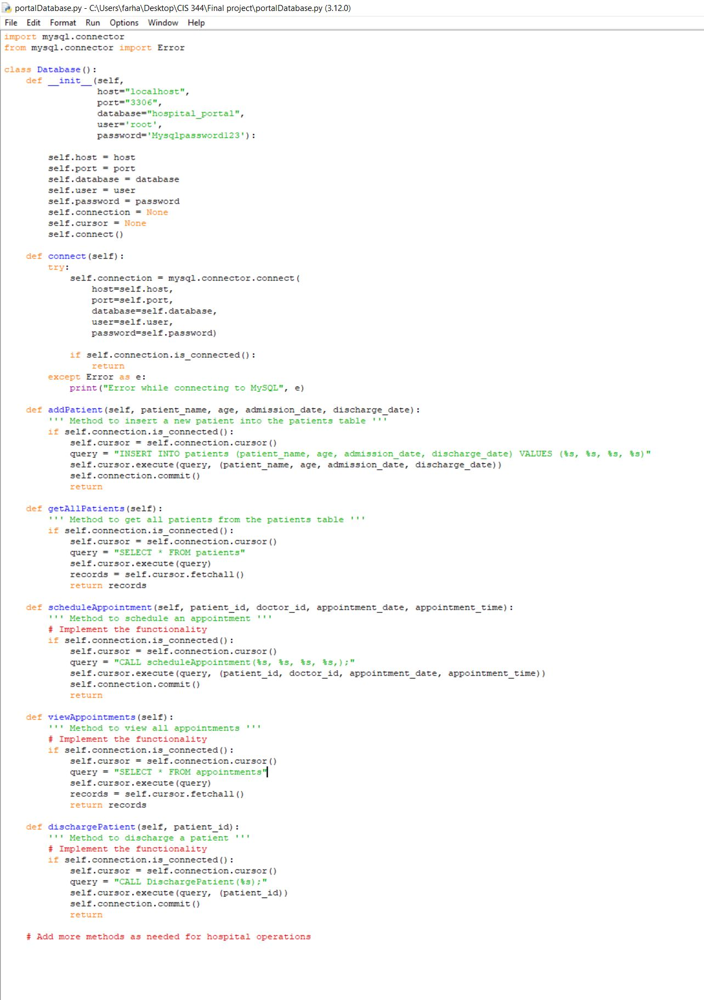 portalDatabase.py - C:\Users\farha\Desktop\CIS 344\Final project\portalDatabase.py (3.12.0)
File Edit Format Run Options Window Help
import mysql.connector
from mysql.connector import Error

class Database():
    def __init__(self,
                 host="localhost",
                 port="3306",
                 database="hospital_portal",
                 user='root',
                 password='Mysqlpassword123'):

        self.host = host
        self.port = port
        self.database = database
        self.user = user
        self.password = password
        self.connection = None
        self.cursor = None
        self.connect()

    def connect(self):
        try:
            self.connection = mysql.connector.connect(
                host=self.host,
                port=self.port,
                database=self.database,
                user=self.user,
                password=self.password)

            if self.connection.is_connected():
                return
        except Error as e:
            print("Error while connecting to MySQL", e)

    def addPatient(self, patient_name, age, admission_date, discharge_date):
        ''' Method to insert a new patient into the patients table '''
        if self.connection.is_connected():
            self.cursor = self.connection.cursor()
            query = "INSERT INTO patients (patient_name, age, admission_date, discharge_date) VALUES (%s, %s, %s, %s)"
            self.cursor.execute(query, (patient_name, age, admission_date, discharge_date))
            self.connection.commit()
            return

    def getAllPatients(self):
        ''' Method to get all patients from the patients table '''
        if self.connection.is_connected():
            self.cursor = self.connection.cursor()
            query = "SELECT * FROM patients"
            self.cursor.execute(query)
            records = self.cursor.fetchall()
            return records

    def scheduleAppointment(self, patient_id, doctor_id, appointment_date, appointment_time):
        ''' Method to schedule an appointment '''
        # Implement the functionality
        if self.connection.is_connected():
            self.cursor = self.connection.cursor()
            query = "CALL scheduleAppointment(%s, %s, %s, %s,);"
            self.cursor.execute(query, (patient_id, doctor_id, appointment_date, appointment_time))
            self.connection.commit()
            return

    def viewAppointments(self):
        ''' Method to view all appointments '''
        # Implement the functionality
        if self.connection.is_connected():
            self.cursor = self.connection.cursor()
            query = "SELECT * FROM appointments"
            self.cursor.execute(query)
            records = self.cursor.fetchall()
            return records

    def dischargePatient(self, patient_id):
        ''' Method to discharge a patient '''
        # Implement the functionality
        if self.connection.is_connected():
            self.cursor = self.connection.cursor()
            query = "CALL DischargePatient(%s);"
            self.cursor.execute(query, (patient_id))
            self.connection.commit()
            return

    # Add more methods as needed for hospital operations